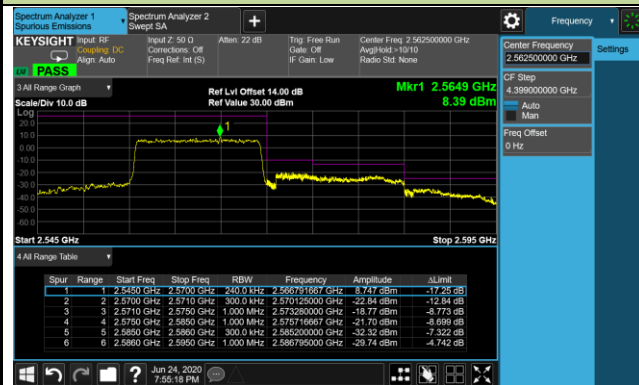 Spectrum Analyzer 1
Spurious Emissions
Spectrum Analyzer 2
Swept SA
Frequency
KEYSIGHT
Input: RF
Coupling: DC
Align: Auto
Input Z: 50 Ω
Corrections: Off
Freq Ref: Int (S)
Atten: 22 dB
Trig: Free Run
Gate: Off
IF Gain: Low
Center Freq: 2.562500000 GHz
Avg|Hold:>10/10
Radio Std: None
PASS
Center Frequency
2.562500000 GHz
Settings
CF Step
4.399000000 GHz
Auto
Man
Freq Offset
0 Hz
3 All Range Graph
Ref Lvl Offset 14.00 dB
Mkr1 2.5649 GHz
Scale/Div 10.0 dB
Ref Value 30.00 dBm
8.39 dBm
Log
20.0
10.0
0.00
-10.0
-20.0
-30.0
-40.0
-50.0
-60.0
1
Start 2.545 GHz
Stop 2.595 GHz
4 All Range Table
Spur Range Start Freq Stop Freq RBW Frequency Amplitude ΔLimit
1 1 2.5450 GHz 2.5700 GHz 240.0 kHz 2.566791667 GHz 8.747 dBm -17.25 dB
2 2 2.5700 GHz 2.5710 GHz 300.0 kHz 2.570125000 GHz -22.84 dBm -12.84 dB
3 3 2.5710 GHz 2.5750 GHz 1.000 MHz 2.573280000 GHz -18.77 dBm -8.773 dB
4 4 2.5750 GHz 2.5850 GHz 1.000 MHz 2.575716667 GHz -21.70 dBm -8.699 dB
5 5 2.5850 GHz 2.5860 GHz 300.0 kHz 2.585200000 GHz -32.32 dBm -7.322 dB
6 6 2.5860 GHz 2.5950 GHz 1.000 MHz 2.586795000 GHz -29.74 dBm -4.742 dB
Jun 24, 2020
7:55:18 PM